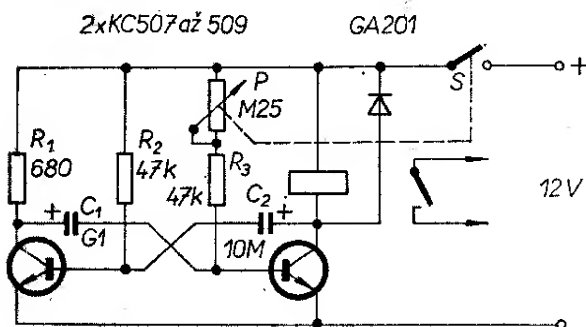 2xKC507až 509
GA201
+
S
P
M25
R1
680
R2
47k
R3
47k
12V
+
C1
G1
C2
+
10M
-